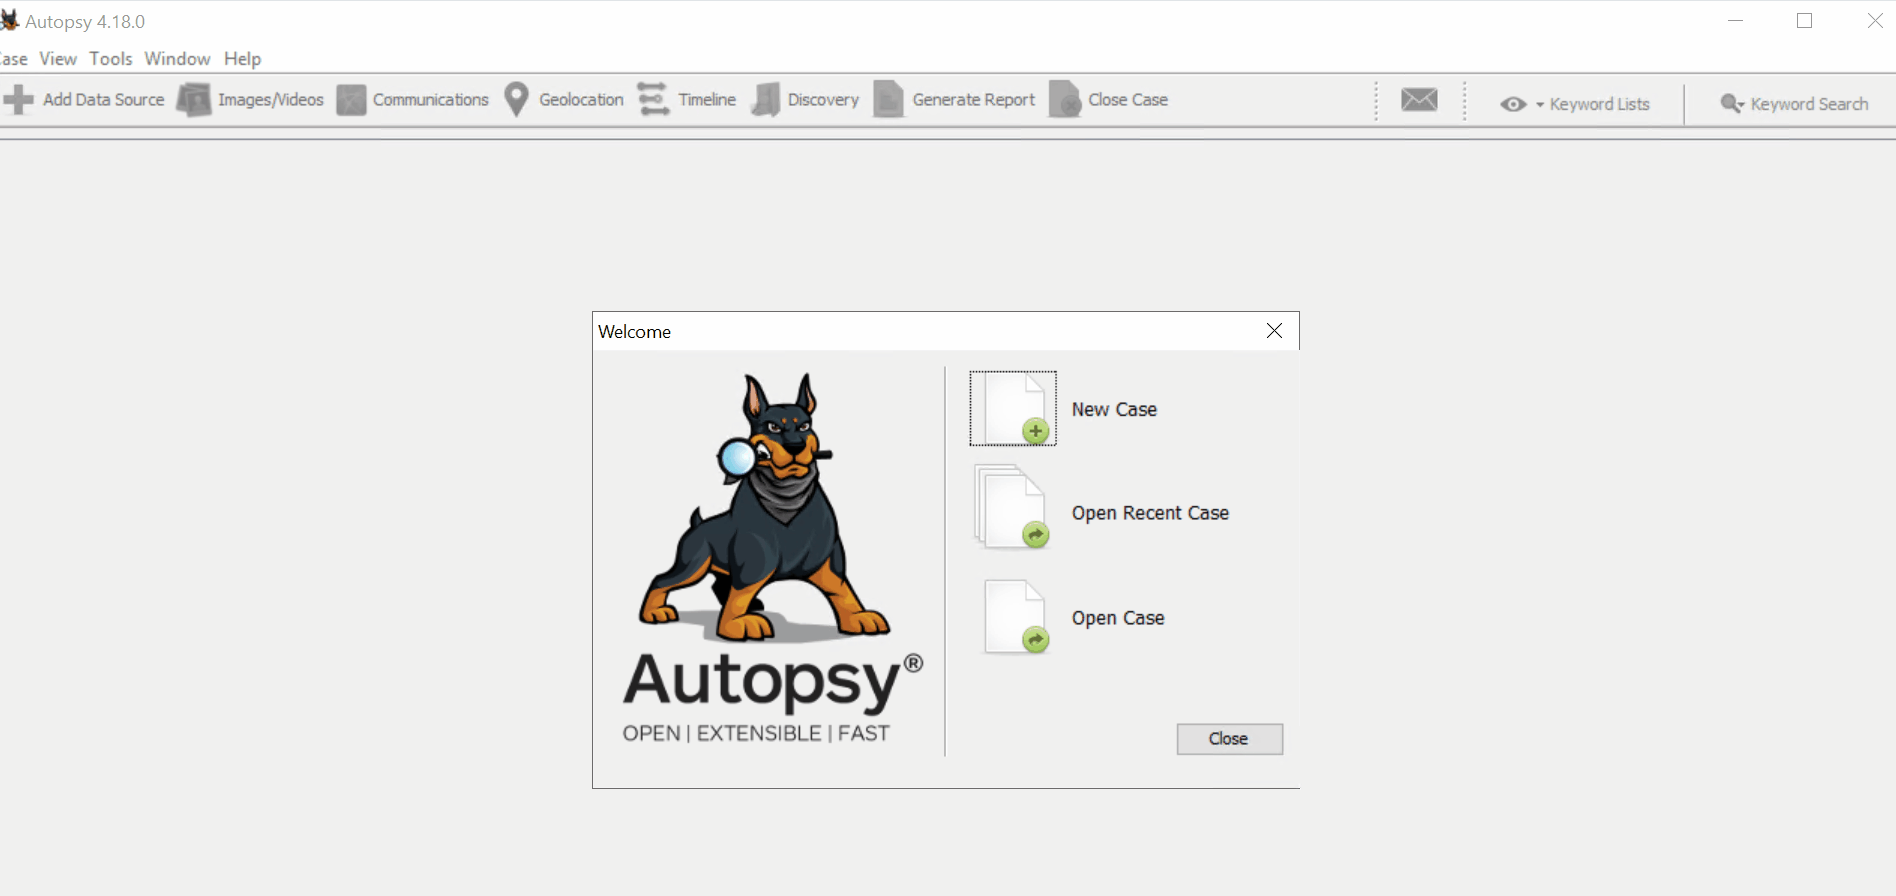 Autopsy 4.18.0
ase View Tools Window Help
Add Data Source Images/Videos Communications Geolocation Timeline Discovery Generate Report Close Case Keyword Lists Keyword Search
Welcome
New Case
Open Recent Case
Open Case
Autopsy®
OPEN | EXTENSIBLE | FAST
Close